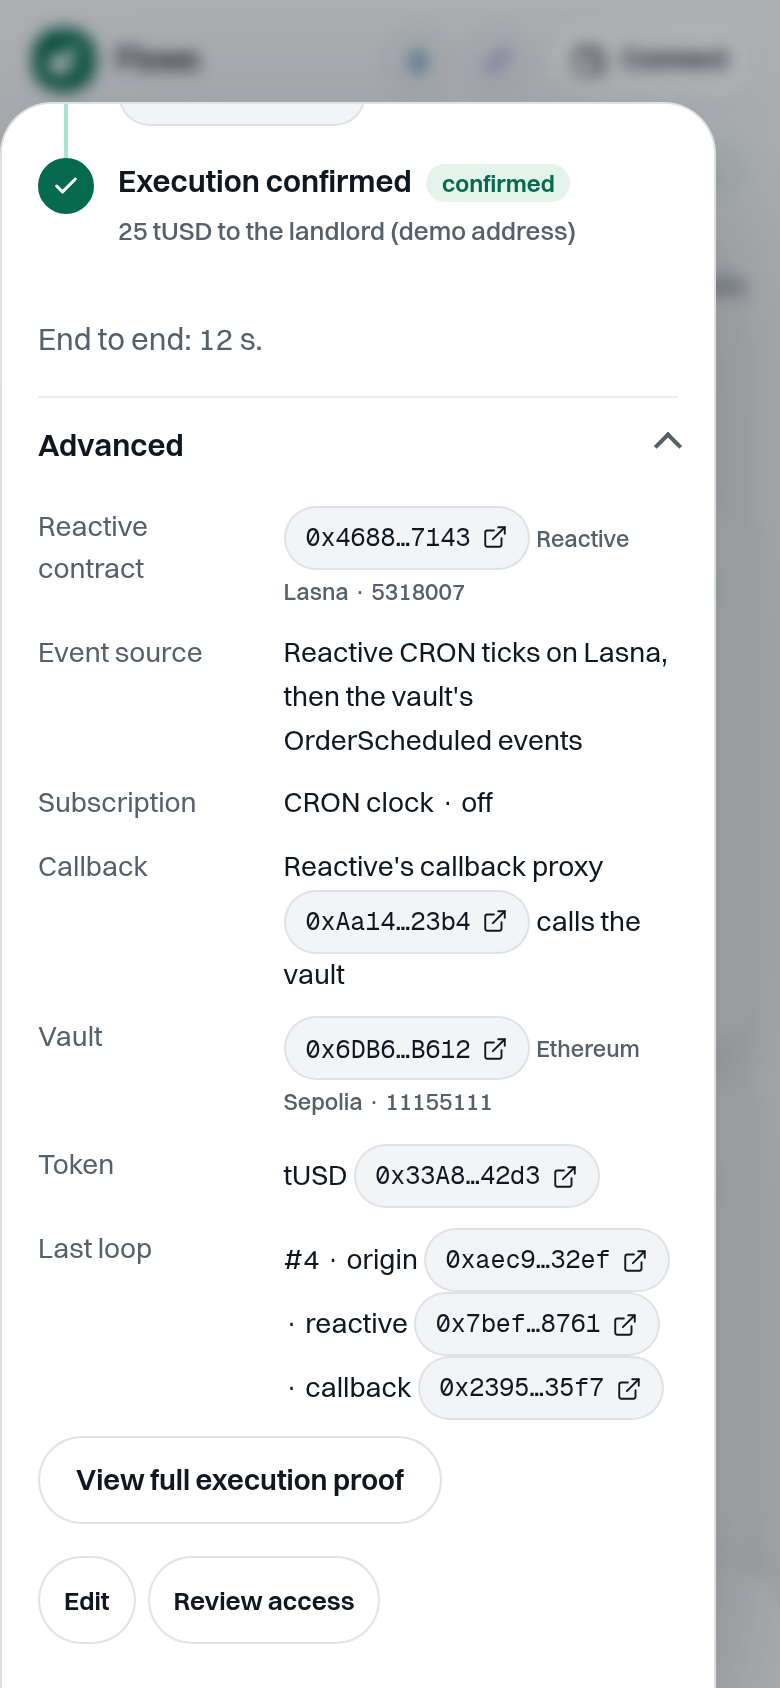 Flows
Connect
Execution confirmed confirmed
25 tUSD to the landlord (demo address)
End to end: 12 s.
Advanced
Reactive contract
0x4688…7143 Reactive
Lasna · 5318007
Event source
Reactive CRON ticks on Lasna,
then the vault's
OrderScheduled events
Subscription
CRON clock · off
Callback
Reactive's callback proxy
0xAa14…23b4 calls the
vault
Vault
0x6DB6…B612 Ethereum
Sepolia · 11155111
Token
tUSD 0x33A8…42d3
Last loop
#4 · origin 0xaec9…32ef
· reactive 0x7bef…8761
· callback 0x2395…35f7
View full execution proof
Edit
Review access